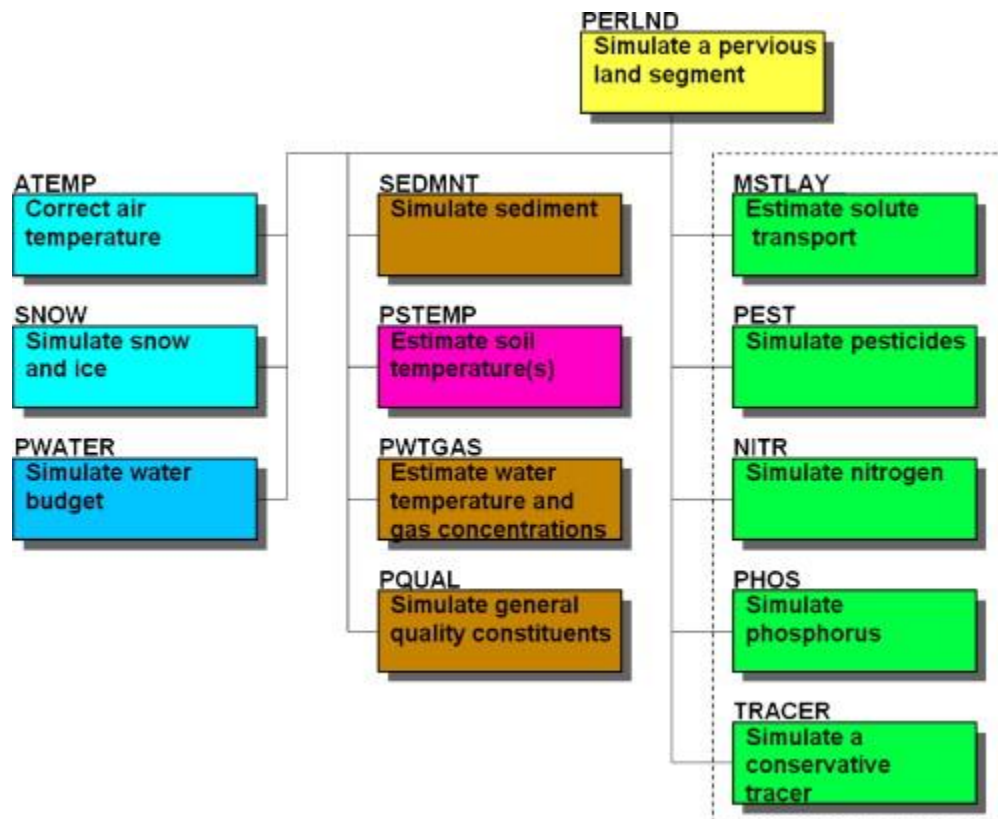 PERLND
Simulate a pervious
land segment
ATEMP
Correct air
temperature
SNOW
Simulate snow
and ice
PWATER
Simulate water
budget
SEDMNT
Simulate sediment
PSTEMP
Estimate soil
temperature(s)
PWTGAS
Estimate water
temperature and
gas concentrations
PQUAL
Simulate general
quality constituents
MSTLAY
Estimate solute
transport
PEST
Simulate pesticides
NITR
Simulate nitrogen
PHOS
Simulate
phosphorus
TRACER
Simulate a
conservative
tracer